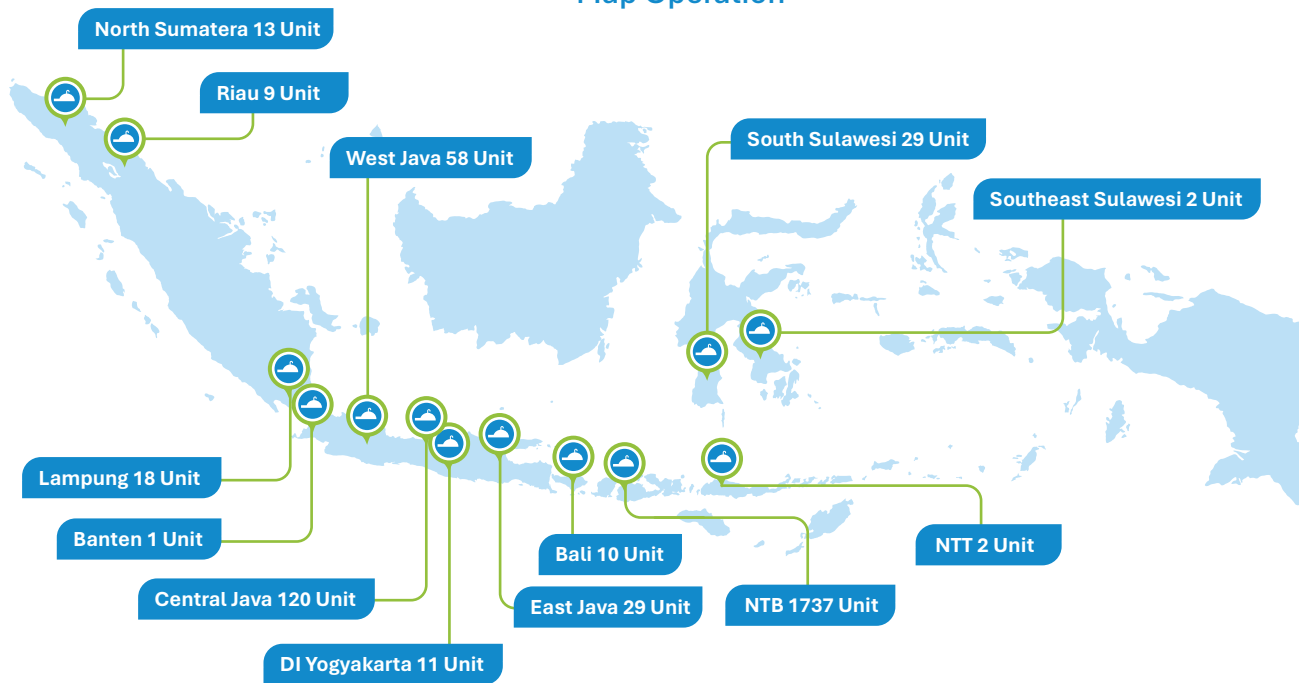 Map Operation
North Sumatera 13 Unit
Riau 9 Unit
West Java 58 Unit
South Sulawesi 29 Unit
Southeast Sulawesi 2 Unit
Lampung 18 Unit
Banten 1 Unit
Central Java 120 Unit
DI Yogyakarta 11 Unit
East Java 29 Unit
Bali 10 Unit
NTB 1737 Unit
NTT 2 Unit